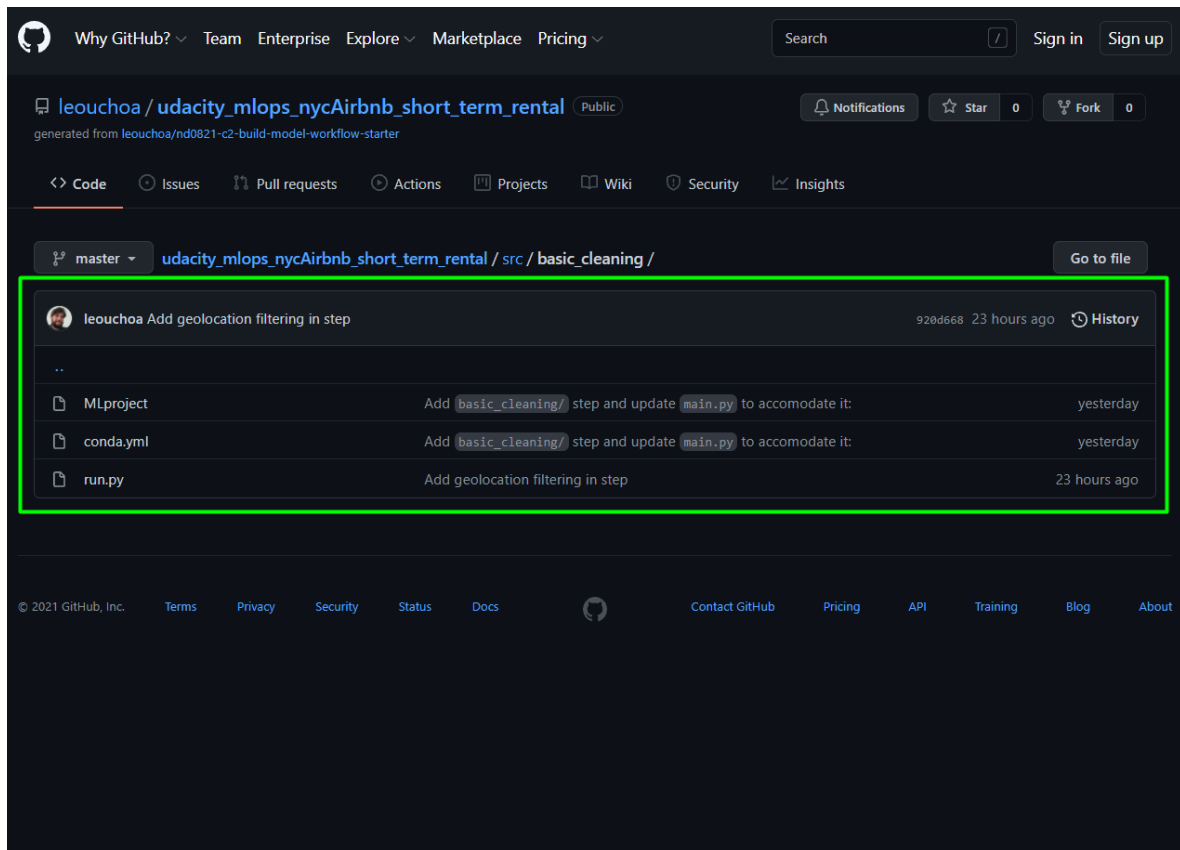 Why GitHub? Team Enterprise Explore Marketplace Pricing Search / Sign in Sign up
leouchoa / udacity_mlops_nycAirbnb_short_term_rental Public Notifications Star 0 Fork 0
generated from leouchoa/nd0821-c2-build-model-workflow-starter
<> Code Issues Pull requests Actions Projects Wiki Security Insights
master udacity_mlops_nycAirbnb_short_term_rental / src / basic_cleaning / Go to file
leouchoa Add geolocation filtering in step 920d668 23 hours ago History
..
MLproject Add basic_cleaning/ step and update main.py to accomodate it: yesterday
conda.yml Add basic_cleaning/ step and update main.py to accomodate it: yesterday
run.py Add geolocation filtering in step 23 hours ago
© 2021 GitHub, Inc. Terms Privacy Security Status Docs Contact GitHub Pricing API Training Blog About